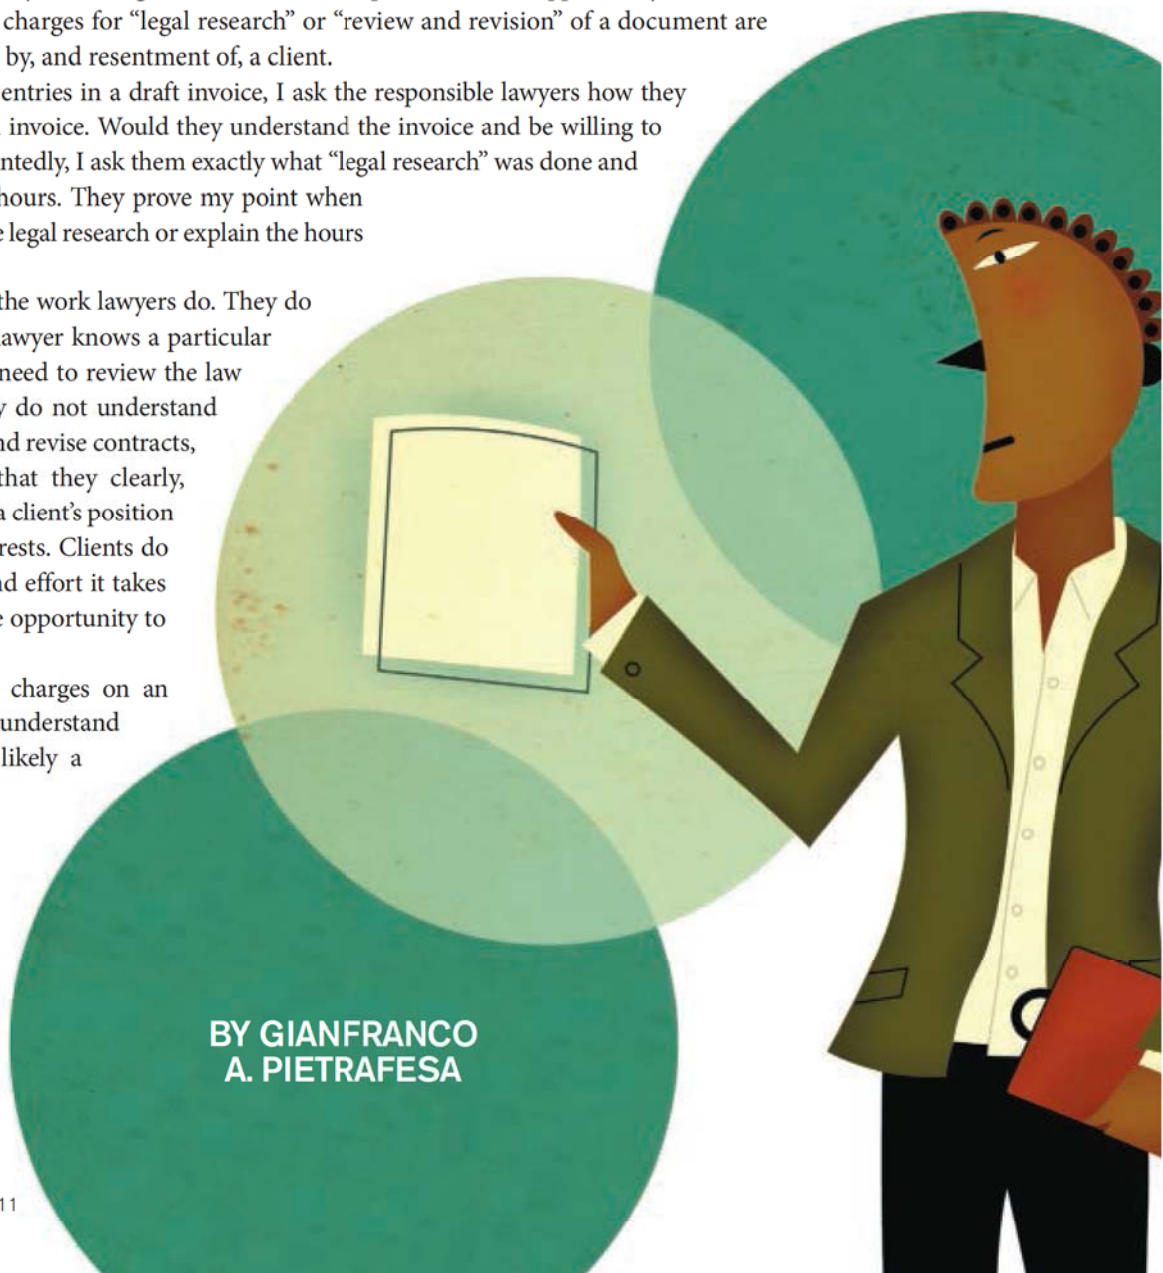 charges for “legal research” or “review and revision” of a document are
by, and resentment of, a client.
entries in a draft invoice, I ask the responsible lawyers how they
invoice. Would they understand the invoice and be willing to
ntedly, I ask them exactly what “legal research” was done and
hours. They prove my point when
e legal research or explain the hours
the work lawyers do. They do
awyer knows a particular
need to review the law
y do not understand
nd revise contracts,
that they clearly,
a client’s position
rests. Clients do
nd effort it takes
e opportunity to
charges on an
understand
likely a
BY GIANFRANCO
A. PIETRAFESA
11